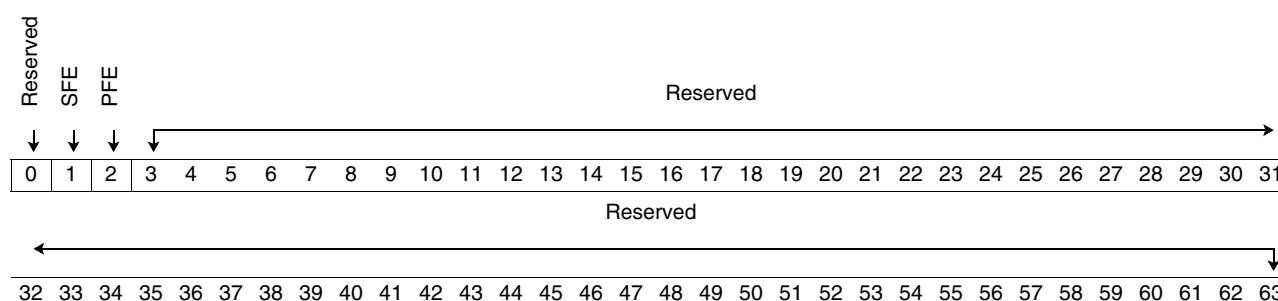 Reserved
SFE
PFE
Reserved
0 1 2 3 4 5 6 7 8 9 10 11 12 13 14 15 16 17 18 19 20 21 22 23 24 25 26 27 28 29 30 31
Reserved
32 33 34 35 36 37 38 39 40 41 42 43 44 45 46 47 48 49 50 51 52 53 54 55 56 57 58 59 60 61 62 63